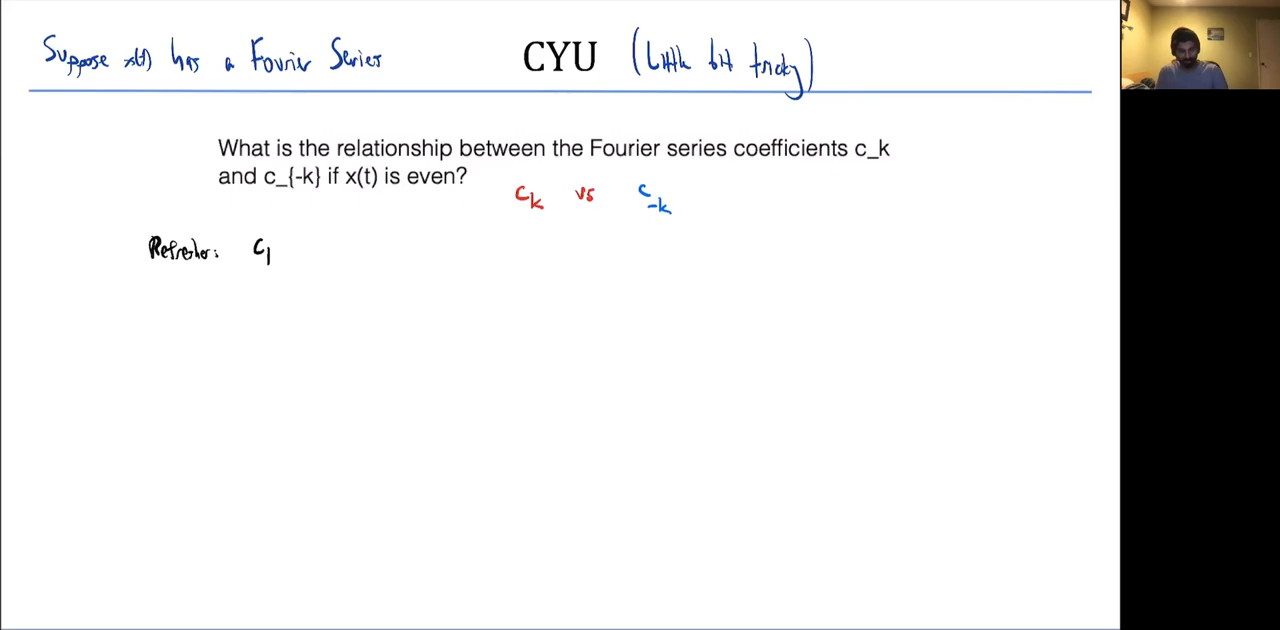 Suppose x(t) has a Fourier Series
CYU (Little bit tricky)
What is the relationship between the Fourier series coefficients c_k
and c_{-k} if x(t) is even?
c_k vs c_-k
Refresher: c_1